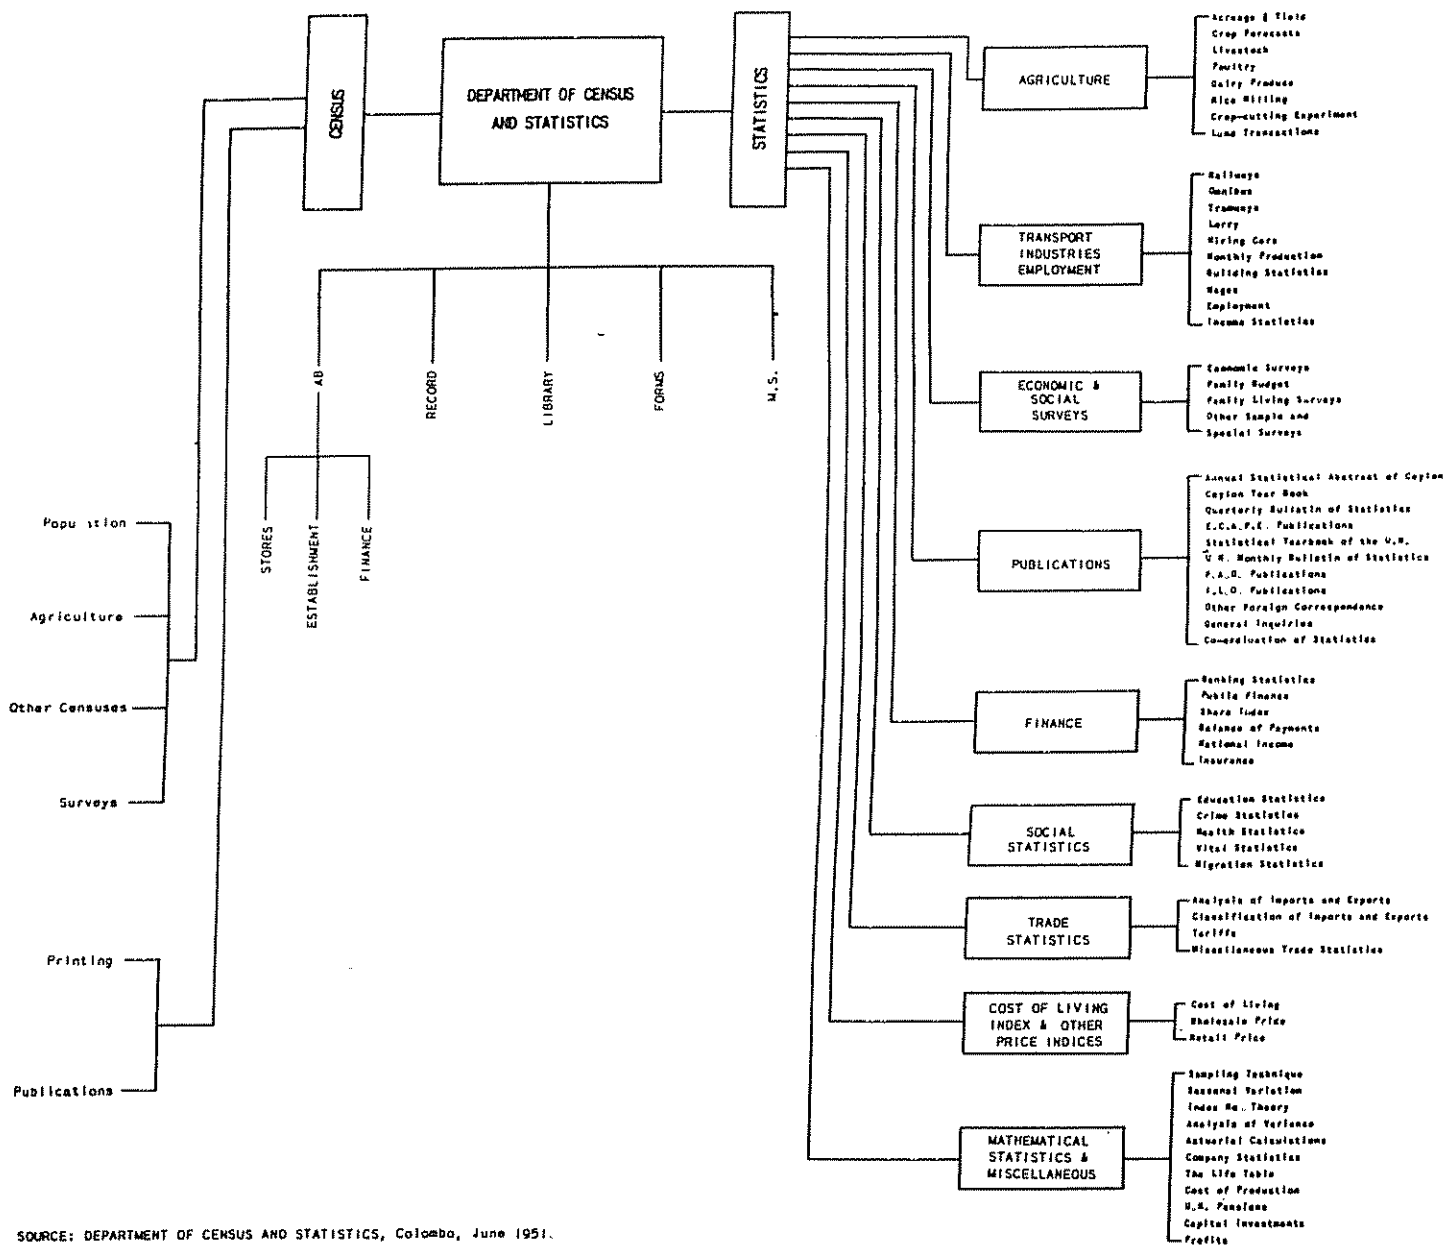 CENSUS
DEPARTMENT OF CENSUS
AND STATISTICS
STATISTICS
AB
RECORD
LIBRARY
FORMS
M.S.
STORES
ESTABLISHMENT
FINANCE
Population
Agriculture
Other Censuses
Surveys
Printing
Publications
AGRICULTURE
Acreage & Yield
Crop Forecasts
Livestock
Poultry
Dairy Produce
Rice Milling
Crop-cutting Experiment
Land Transactions
TRANSPORT
INDUSTRIES
EMPLOYMENT
Railways
Omnibus
Tramways
Lorry
Hiring Cars
Monthly Production
Building Statistics
Wages
Employment
Income Statistics
ECONOMIC &
SOCIAL
SURVEYS
Economic Surveys
Family Budget
Family Living Surveys
Other Sample and
Special Surveys
PUBLICATIONS
Annual Statistical Abstract of Ceylon
Ceylon Year Book
Quarterly Bulletin of Statistics
E.C.A.F.E. Publications
Statistical Yearbook of the U.N.
U.N. Monthly Bulletin of Statistics
F.A.O. Publications
I.L.O. Publications
Other Foreign Correspondence
General Inquiries
Co-ordination of Statistics
FINANCE
Banking Statistics
Public Finance
Share Index
Balance of Payments
National Income
Insurance
SOCIAL
STATISTICS
Education Statistics
Crime Statistics
Health Statistics
Vital Statistics
Migration Statistics
TRADE
STATISTICS
Analysis of Imports and Exports
Classification of Imports and Exports
Tariffs
Miscellaneous Trade Statistics
COST OF LIVING
INDEX & OTHER
PRICE INDICES
Cost of Living
Wholesale Price
Retail Price
MATHEMATICAL
STATISTICS &
MISCELLANEOUS
Sampling Technique
Seasonal Variation
Index No. Theory
Analysis of Variance
Actuarial Calculations
Company Statistics
The Life Table
Cost of Production
U.N. Pensions
Capital Investments
Profits
SOURCE: DEPARTMENT OF CENSUS AND STATISTICS, Colombo, June 1951.